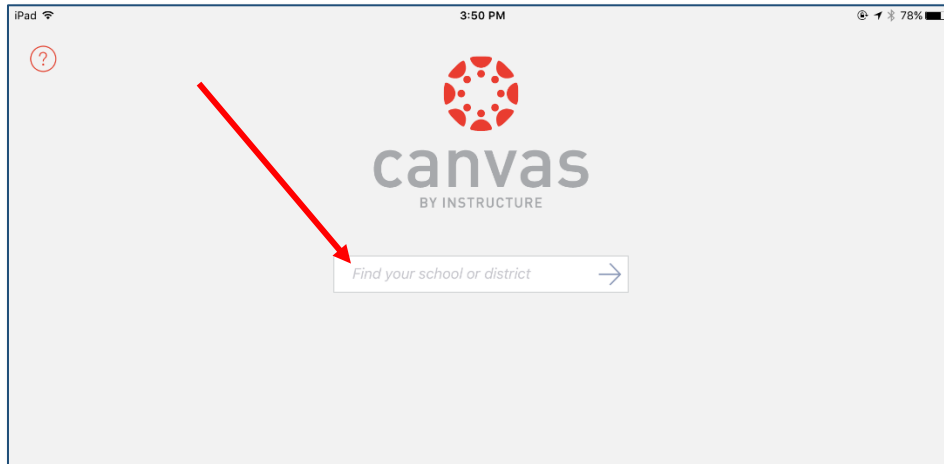 iPad 3:50 PM 78%
?
canvas
BY INSTRUCTURE
Find your school or district